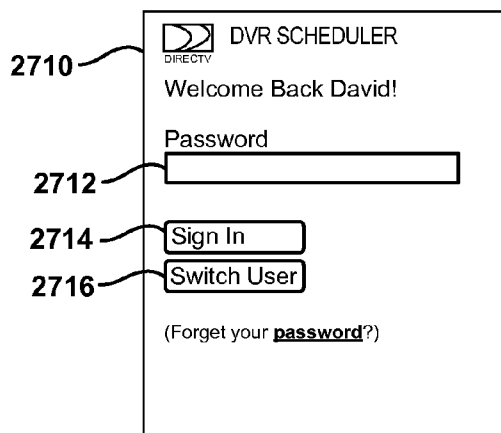 DVR SCHEDULER
DIRECTV
2710
Welcome Back David!
Password
2712
2714
Sign In
2716
Switch User
(Forget your password?)